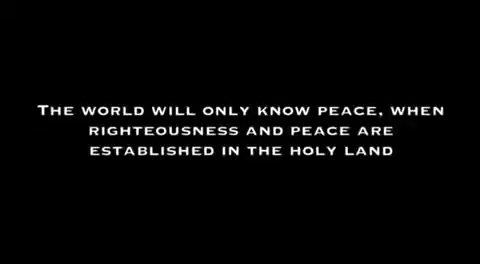 The world will only know peace, when
righteousness and peace are
established in the Holy Land